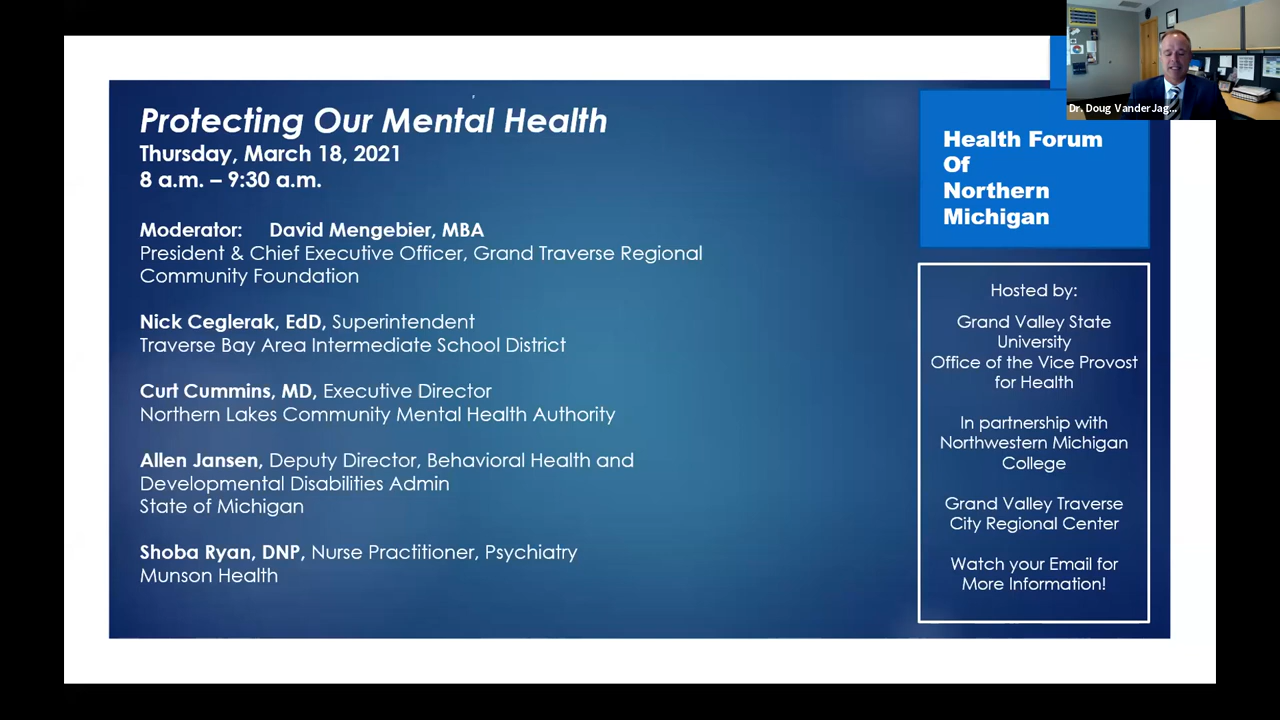 Protecting Our Mental Health
Thursday, March 18, 2021
8 a.m. – 9:30 a.m.
Moderator: David Mengebier, MBA
President & Chief Executive Officer, Grand Traverse Regional
Community Foundation
Nick Ceglerak, EdD, Superintendent
Traverse Bay Area Intermediate School District
Curt Cummins, MD, Executive Director
Northern Lakes Community Mental Health Authority
Allen Jansen, Deputy Director, Behavioral Health and
Developmental Disabilities Admin
State of Michigan
Shoba Ryan, DNP, Nurse Practitioner, Psychiatry
Munson Health
Dr. Doug VanderJag...
Health Forum
Of
Northern
Michigan
Hosted by:
Grand Valley State
University
Office of the Vice Provost
for Health
In partnership with
Northwestern Michigan
College
Grand Valley Traverse
City Regional Center
Watch your Email for
More Information!